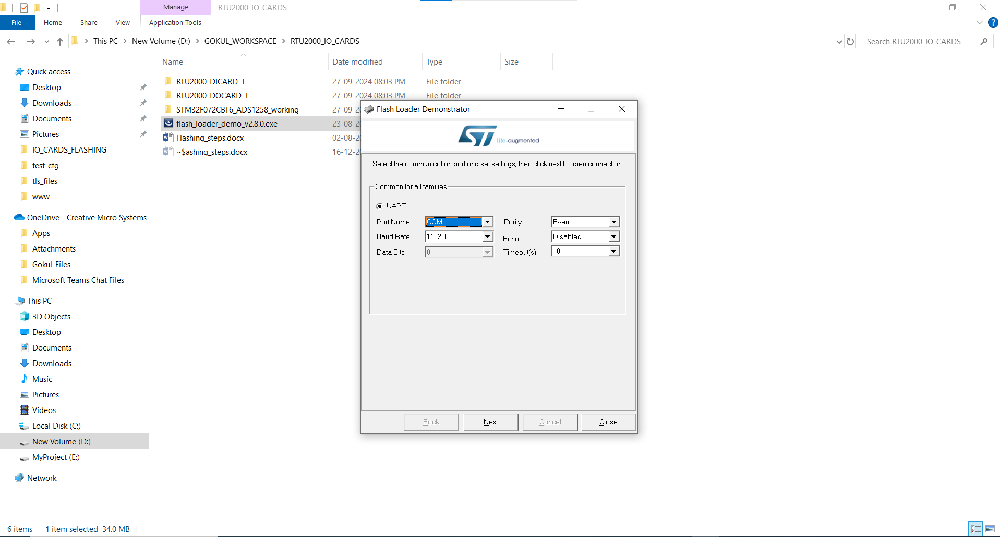 Manage
RTU2000_IO_CARDS
File
Home
Share
View
Application Tools
?
This PC
New Volume (D:)
GOKUL_WORKSPACE
RTU2000_IO_CARDS
Search RTU2000_IO_CARDS
Name
Date modified
Type
Size
Quick access
Desktop
Downloads
Documents
Pictures
IO_CARDS_FLASHING
test_cfg
tls_files
www
OneDrive - Creative Micro Systems
Apps
Attachments
Gokul_Files
Microsoft Teams Chat Files
This PC
3D Objects
Desktop
Documents
Downloads
Music
Pictures
Videos
Local Disk (C:)
New Volume (D:)
MyProject (E:)
Network
RTU2000-DICARD-T 27-09-2024 08:03 PM File folder
RTU2000-DOCARD-T 27-09-2024 08:03 PM File folder
STM32F072CBT6_ADS1258_working 27-09-2
flash_loader_demo_v2.8.0.exe 23-08-20
Flashing_steps.docx 02-08-20
~$ashing_steps.docx 16-12-20
Flash Loader Demonstrator
ST life.augmented
Select the communication port and set settings, then click next to open connection.
Common for all families
UART
Port Name COM11 Parity Even
Baud Rate 115200 Echo Disabled
Data Bits 8 Timeout(s) 10
Back Next Cancel Close
6 items 1 item selected 34.0 MB